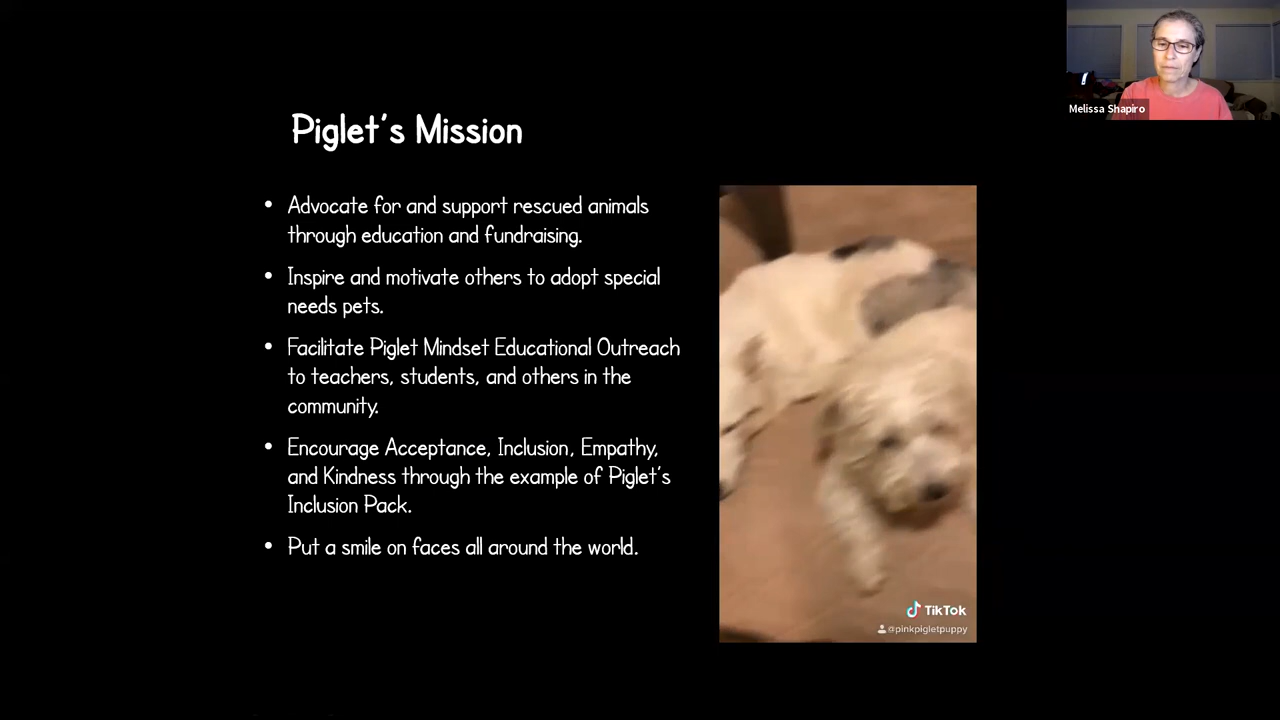 Melissa Shapiro
Piglet's Mission
• Advocate for and support rescued animals
through education and fundraising.
• Inspire and motivate others to adopt special
needs pets.
• Facilitate Piglet Mindset Educational Outreach
to teachers, students, and others in the
community.
• Encourage Acceptance, Inclusion, Empathy,
and Kindness through the example of Piglet's
Inclusion Pack.
• Put a smile on faces all around the world.
TikTok
@pinkpigletpuppy